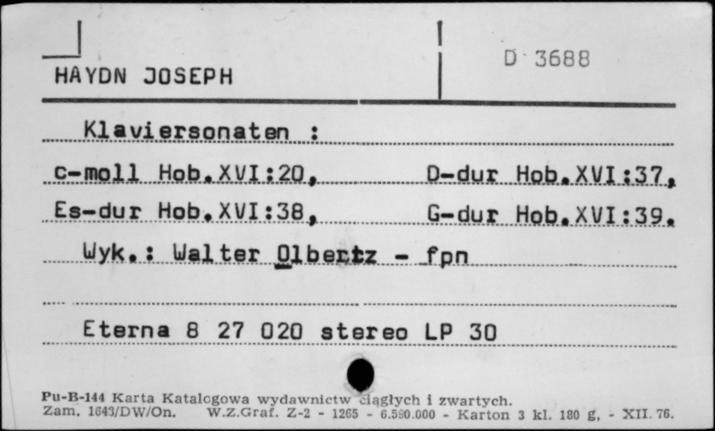 D 3688
HAYDN JOSEPH
Klaviersonaten :
c-moll Hob.XVI:20, D-dur Hob.XVI:37,
Es-dur Hob.XVI:38, G-dur Hob.XVI:39.
Wyk.: Walter Olbertz - fpn
Eterna 8 27 020 stereo LP 30
Pu-B-144 Karta Katalogowa wydawnictw ciągłych i zwartych.
Zam. 1643/DW/On. W.Z.Graf. Z-2 - 1265 - 6.590.000 - Karton 3 kl. 180 g, - XII. 76.